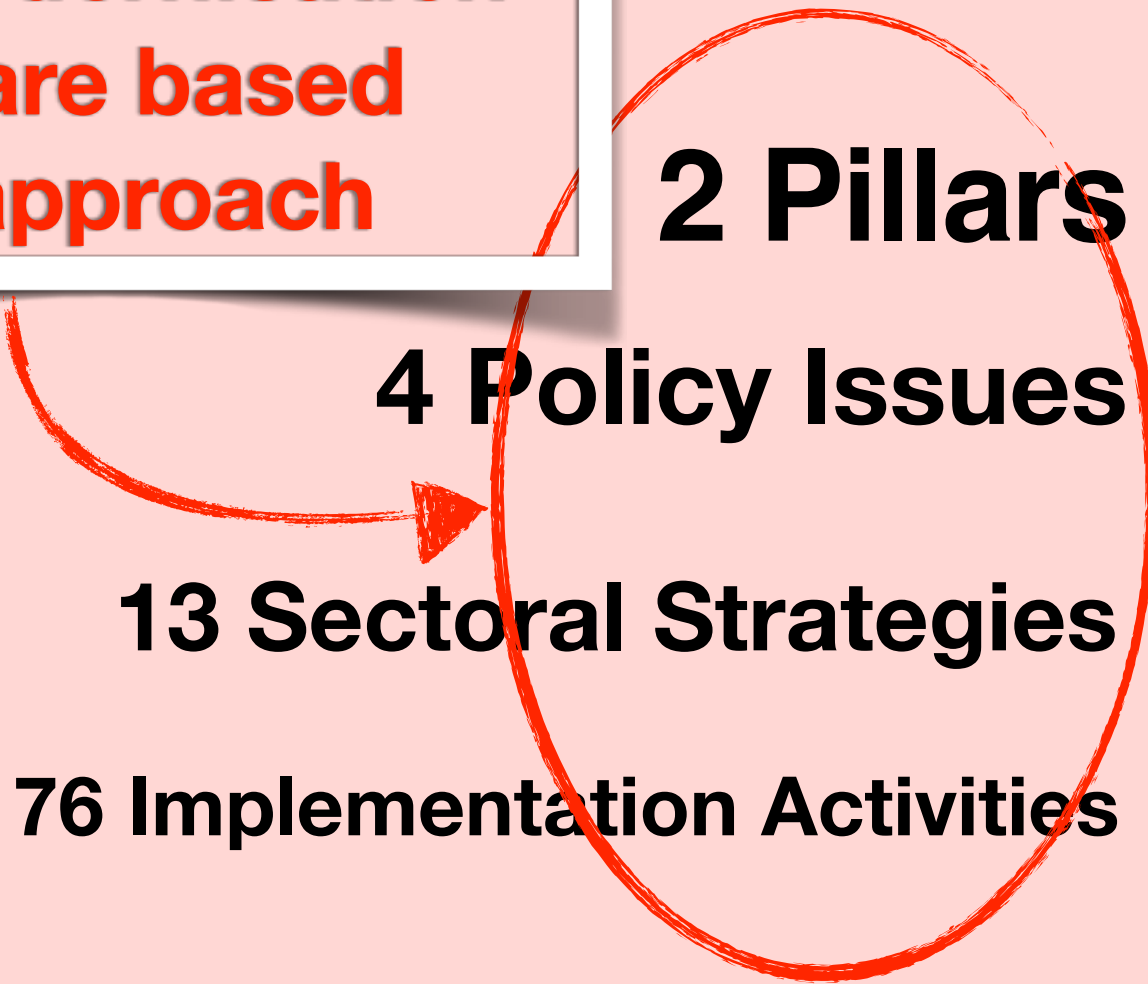 are based
approach
2 Pillars
4 Policy Issues
13 Sectoral Strategies
76 Implementation Activities